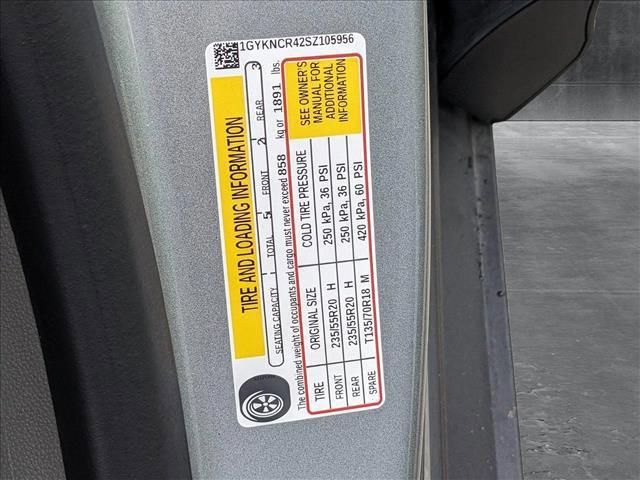 1GYKNCR42SZ105956
TIRE AND LOADING INFORMATION
SEATING CAPACITY | TOTAL 5 | FRONT 2 | REAR 3
The combined weight of occupants and cargo must never exceed 858 kg or 1891 lbs.
TIRE ORIGINAL SIZE COLD TIRE PRESSURE
FRONT 235/55R20 H 250 kPa, 36 PSI
REAR 235/55R20 H 250 kPa, 36 PSI
SPARE T135/70R18 M 420 kPa, 60 PSI
SEE OWNER'S
MANUAL FOR
ADDITIONAL
INFORMATION